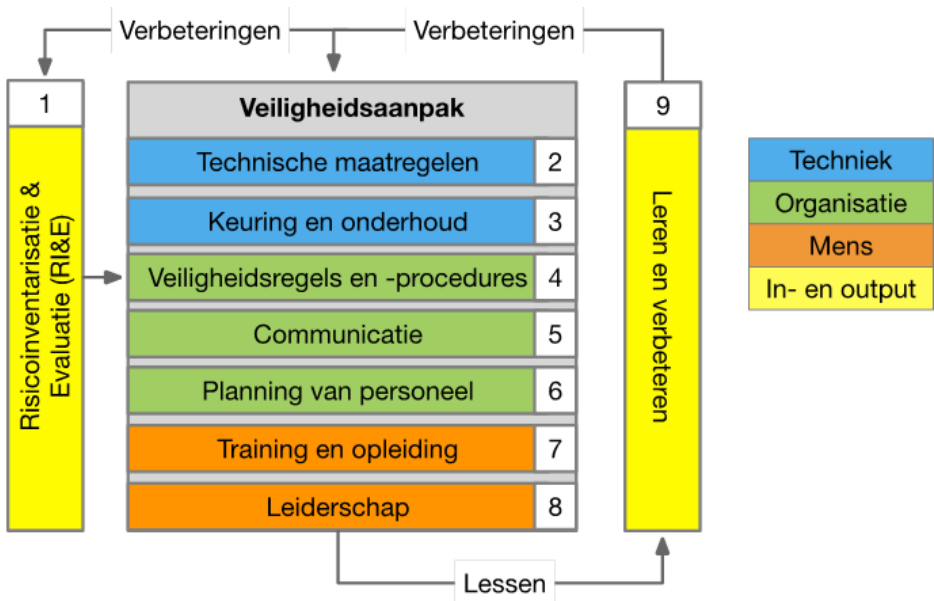 Verbeteringen
Verbeteringen
1
Risicoinventarisatie &
Evaluatie (RI&E)
Veiligheidsaanpak
Technische maatregelen
2
Keuring en onderhoud
3
Veiligheidsregels en -procedures
4
Communicatie
5
Planning van personeel
6
Training en opleiding
7
Leiderschap
8
9
Leren en verbeteren
Techniek
Organisatie
Mens
In- en output
Lessen